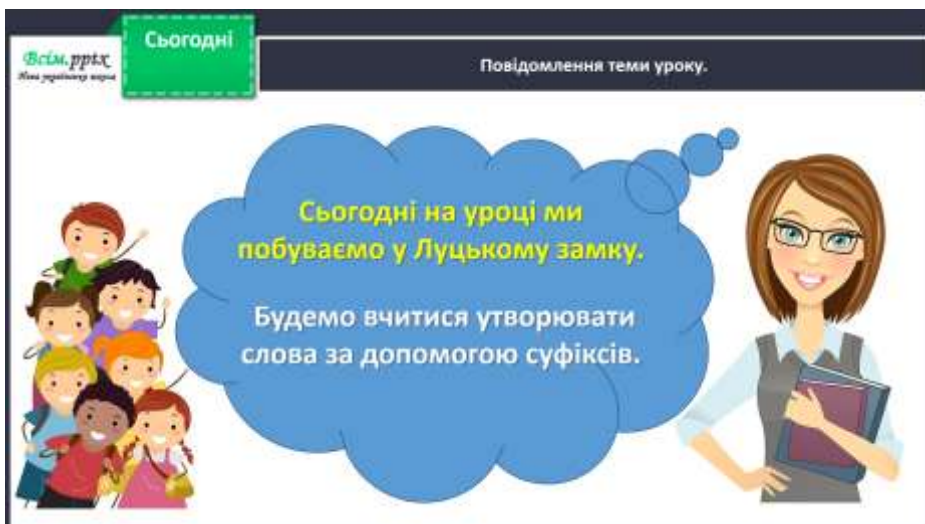 Всім.pptx
Нова українська школа
Сьогодні
Повідомлення теми уроку.
Сьогодні на уроці ми
побуваємо у Луцькому замку.
Будемо вчитися утворювати
слова за допомогою суфіксів.